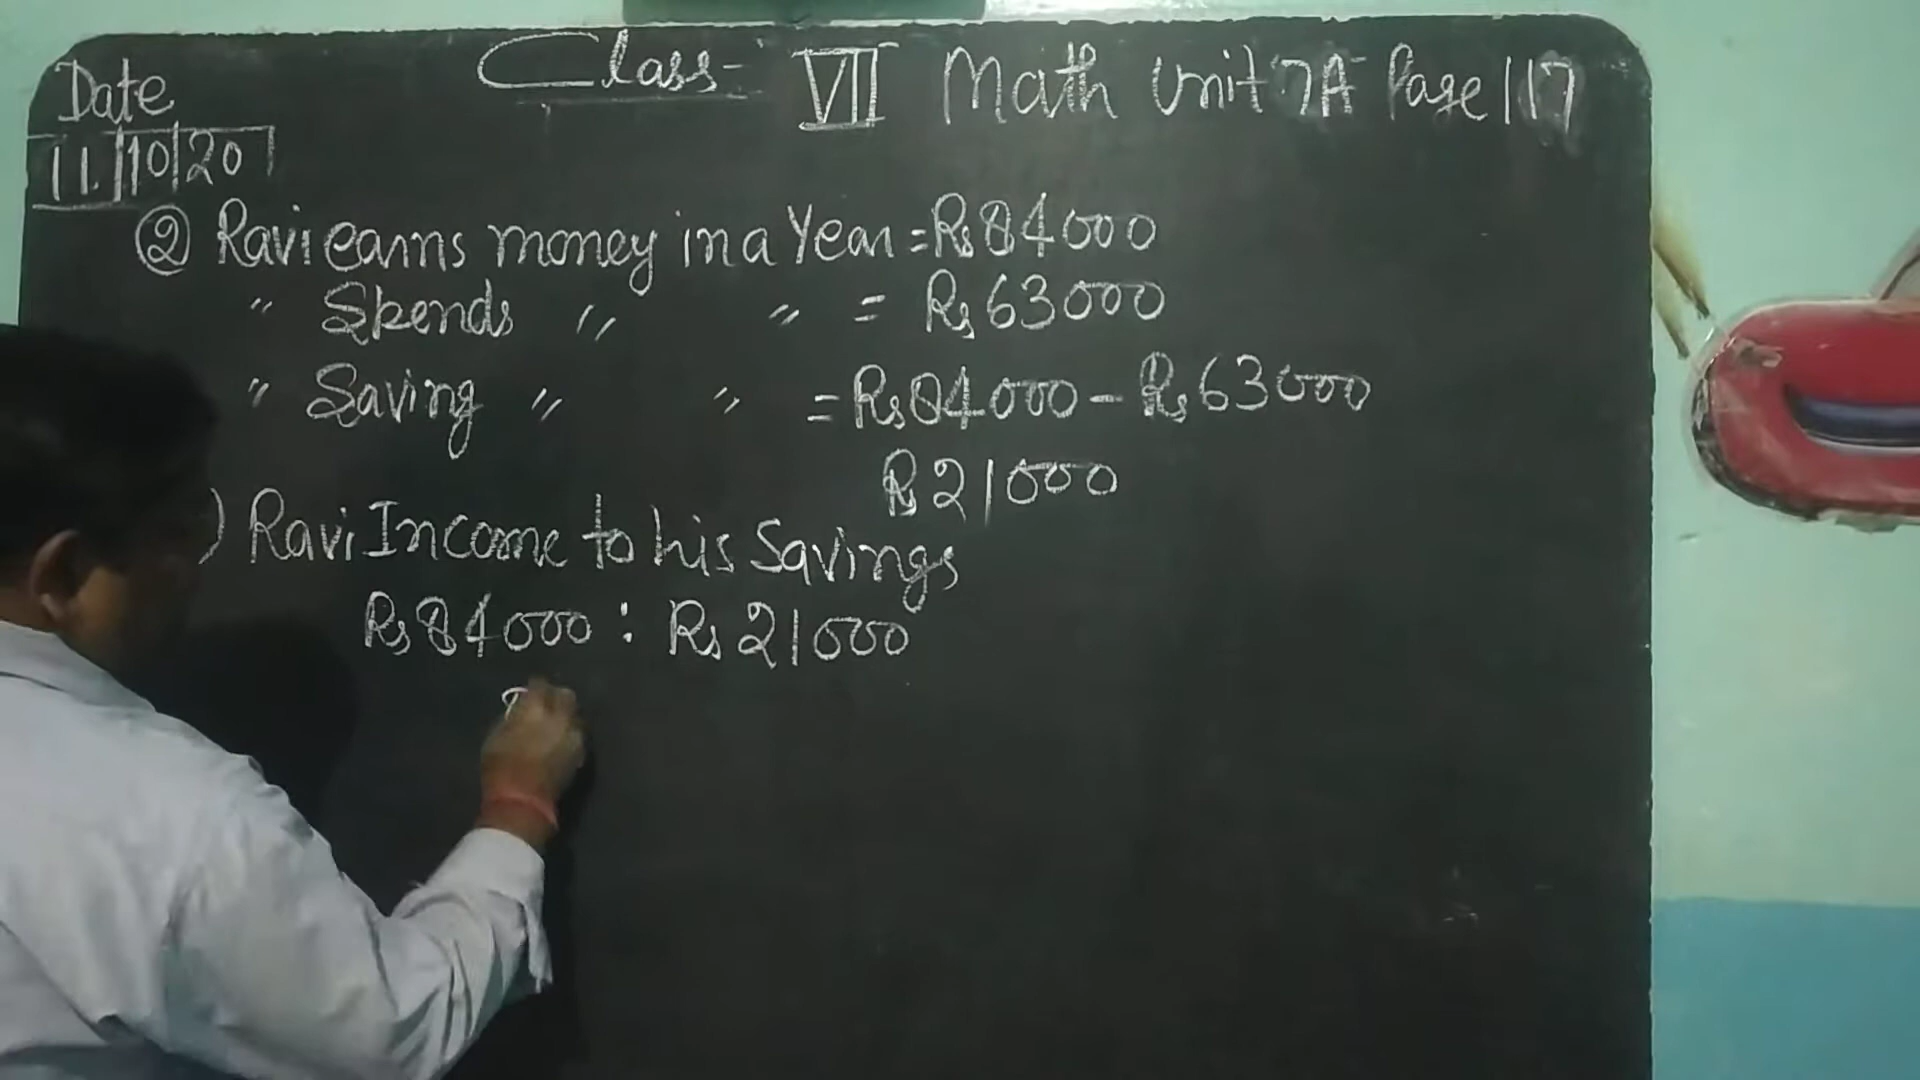 Class- VII Math Unit 7A Page 117
Date
11.|10|20
② Ravi earns money in a Year = Rs 84000
" Spends " " = Rs 63000
" Saving " " = Rs 84000 - Rs 63000
Rs 21000
) Ravi Income to his Savings
Rs 84000 : Rs 21000